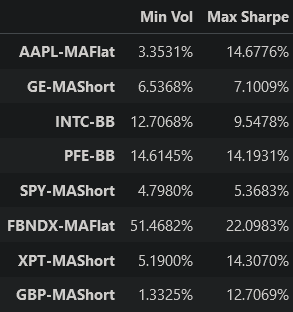 Min Vol Max Sharpe
AAPL-MAFlat 3.3531% 14.6776%
GE-MAShort 6.5368% 7.1009%
INTC-BB 12.7068% 9.5478%
PFE-BB 14.6145% 14.1931%
SPY-MAShort 4.7980% 5.3683%
FBNDX-MAFlat 51.4682% 22.0983%
XPT-MAShort 5.1900% 14.3070%
GBP-MAShort 1.3325% 12.7069%